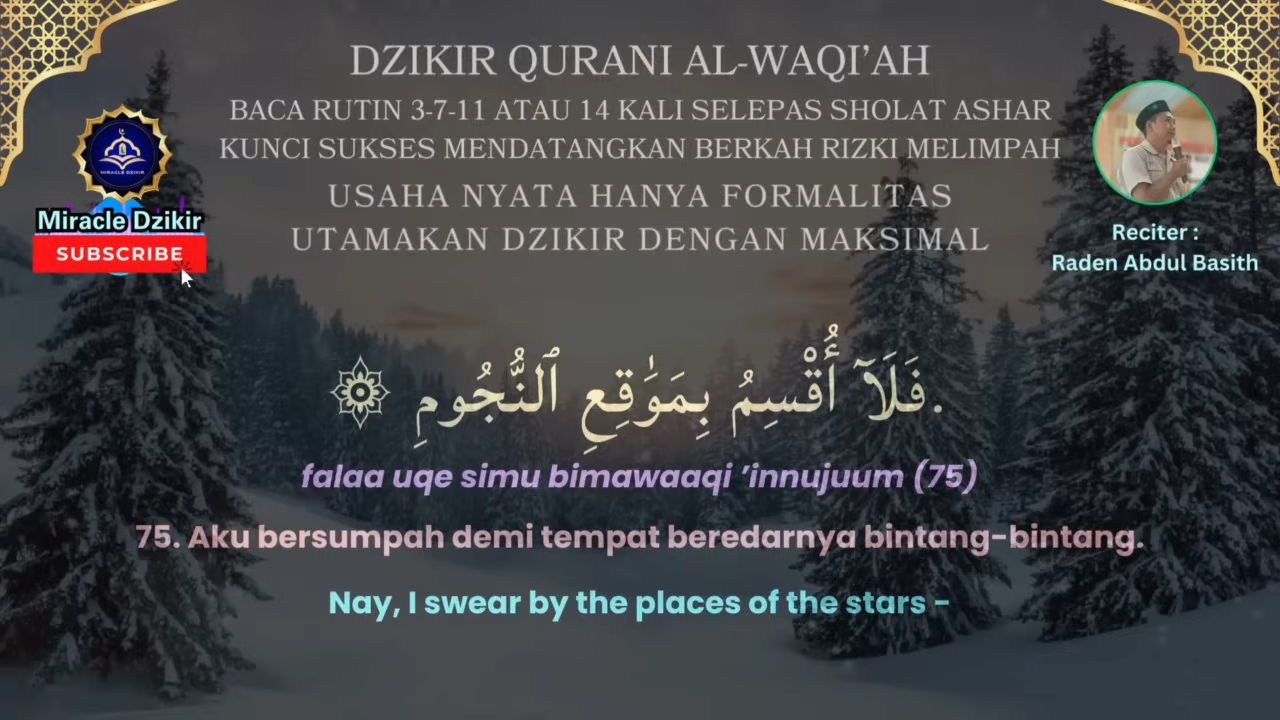 DZIKIR QURANI AL-WAQI'AH
BACA RUTIN 3-7-11 ATAU 14 KALI SELEPAS SHOLAT ASHAR
KUNCI SUKSES MENDATANGKAN BERKAH RIZKI MELIMPAH
USAHA NYATA HANYA FORMALITAS
UTAMAKAN DZIKIR DENGAN MAKSIMAL
MIRACLE DZIKIR
Miracle Dzikir
SUBSCRIBE
Reciter :
Raden Abdul Basith
.فَلَآ أُقْسِمُ بِمَوَٰقِعِ ٱلنُّجُومِ
falaa uqe simu bimawaaqi ’innujuum (75)
75. Aku bersumpah demi tempat beredarnya bintang-bintang.
Nay, I swear by the places of the stars -